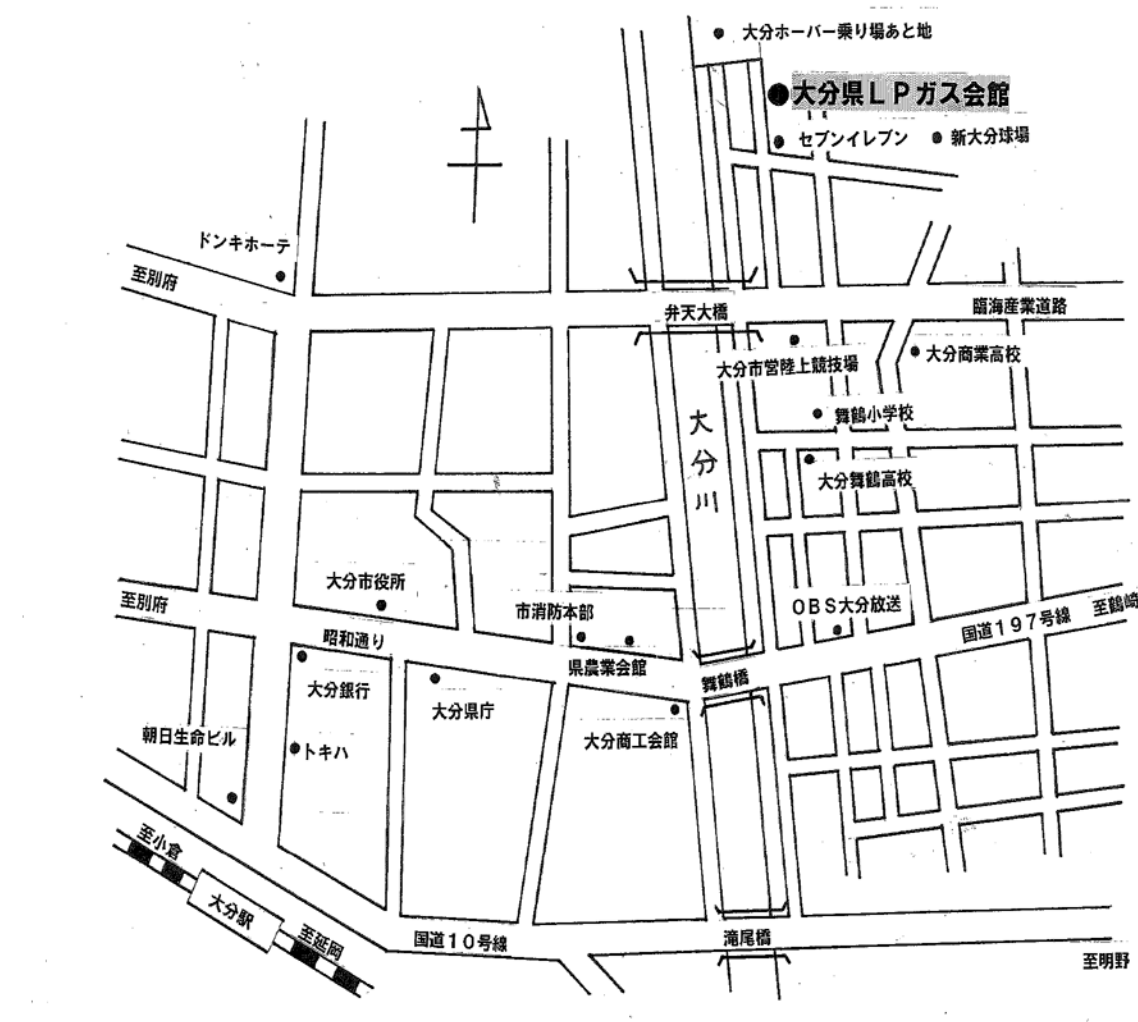 大分ホーバー乗り場あと地
大分県ＬＰガス会館
セブンイレブン
新大分球場
ドンキホーテ
至別府
弁天大橋
臨海産業道路
大分市営陸上競技場
大分商業高校
舞鶴小学校
大分川
大分舞鶴高校
大分市役所
至別府
市消防本部
ＯＢＳ大分放送
国道１９７号線
至鶴崎
昭和通り
県農業会館
舞鶴橋
大分銀行
大分県庁
大分商工会館
朝日生命ビル
トキハ
至小倉
大分駅
至延岡
国道１０号線
滝尾橋
至明野